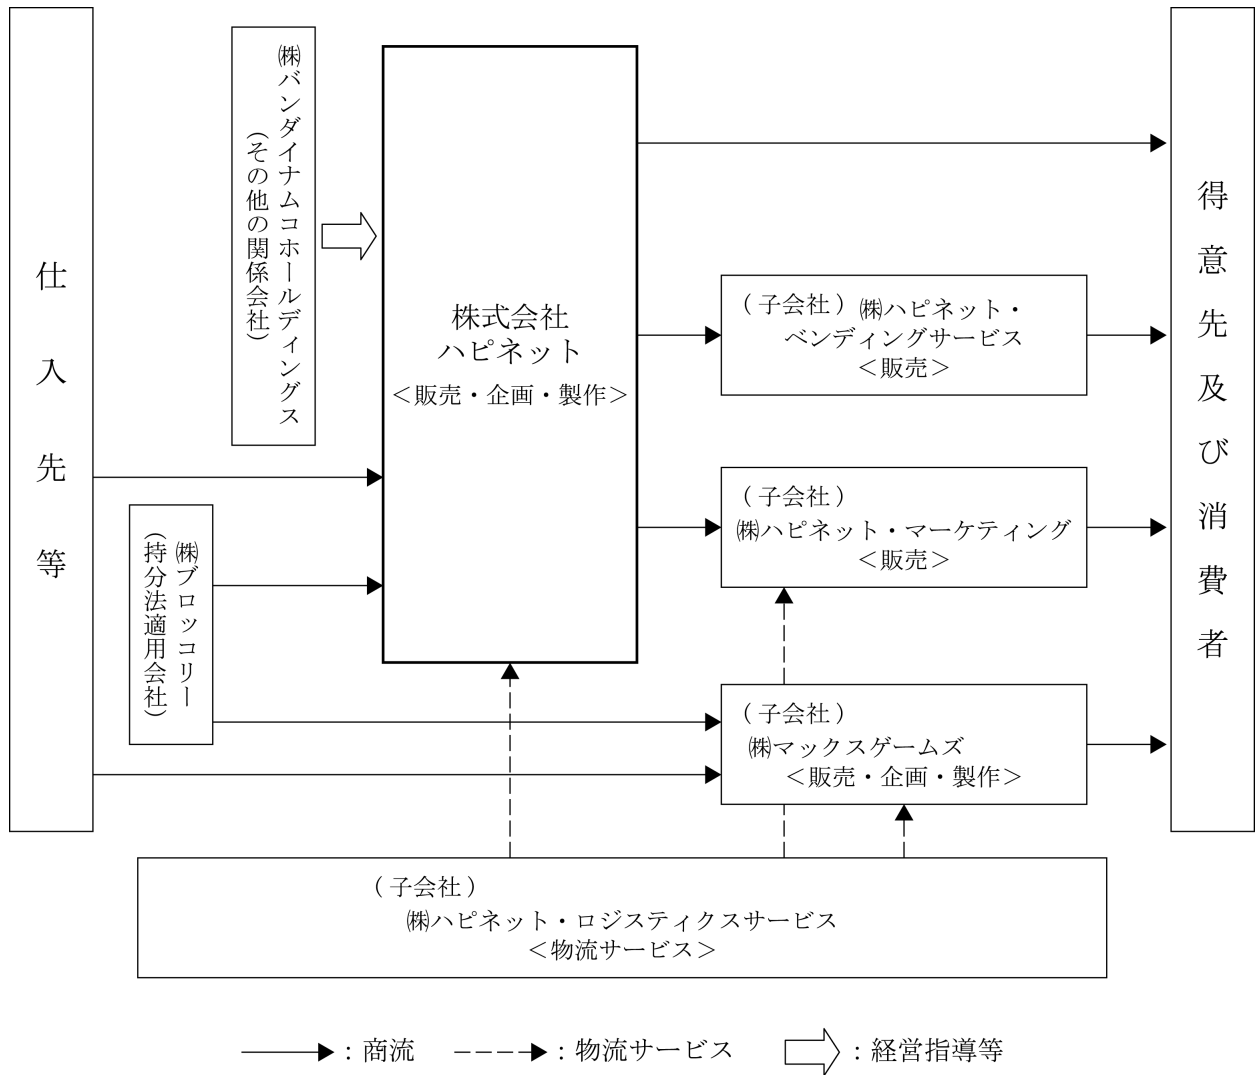 仕入先等
㈱バンダイナムコホールディングス
(その他の関係会社)
㈱ブロッコリー
(持分法適用会社)
株式会社
ハピネット
＜販売・企画・製作＞
(子会社) ㈱ハピネット・
ベンディングサービス
＜販売＞
(子会社)
㈱ハピネット・マーケティング
＜販売＞
(子会社)
㈱マックスゲームズ
＜販売・企画・製作＞
得意先及び消費者
(子会社)
㈱ハピネット・ロジスティクスサービス
＜物流サービス＞
：商流 ：物流サービス ：経営指導等